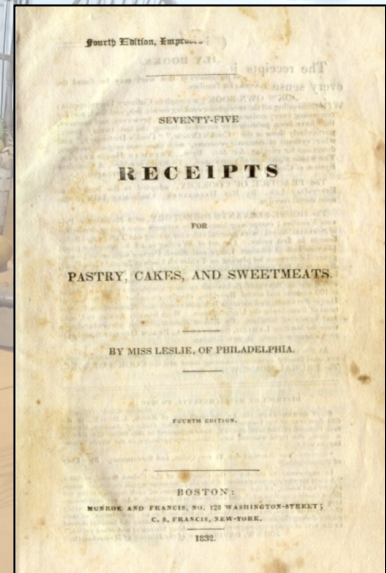 Fourth Edition,
SEVENTY-FIVE
RECEIPTS
FOR
PASTRY, CAKES, AND SWEETMEATS.
BY MISS LESLIE, OF PHILADELPHIA.
FOURTH EDITION.
BOSTON:
MUNROE AND FRANCIS, NO. 128 WASHINGTON-STREET;
C. S. FRANCIS, NEW-YORK.
1832.